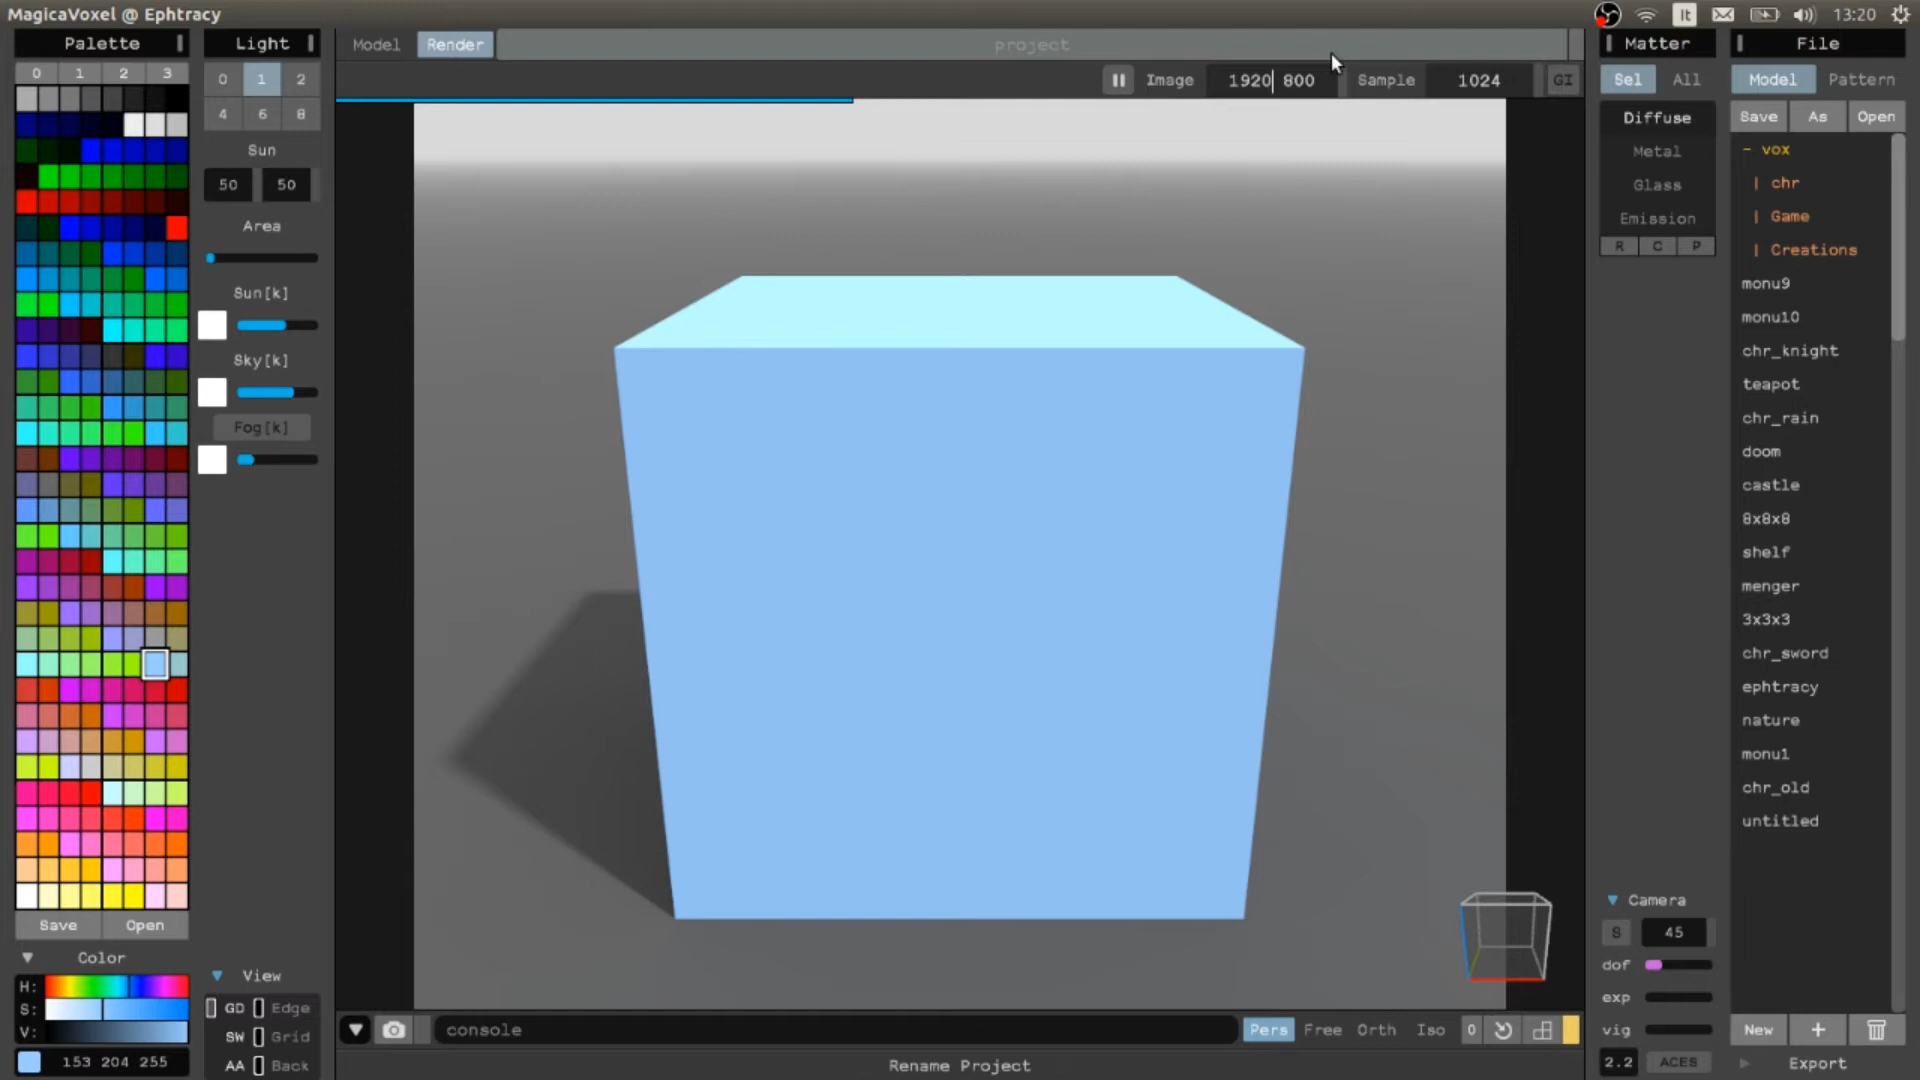 MagicaVoxel @ Ephtracy
It
13:20
Palette
Light
Model Render project
Matter
File
0 1 2 3
0 1 2
4 6 8
Image 1920 800 Sample 1024 GI
Sel All
Model Pattern
Save As Open
Diffuse
Metal
Glass
Emission
R C P
Sun
50 50
Area
Sun[k]
Sky[k]
Fog[k]
- vox
| chr
| Game
| Creations
monu9
monu10
chr_knight
teapot
chr_rain
doom
castle
8x8x8
shelf
menger
3x3x3
chr_sword
ephtracy
nature
monu1
chr_old
untitled
Save Open
Color
H:
S:
V:
153 204 255
View
GD Edge
SW Grid
AA Back
console
Pers Free Orth Iso 0
Rename Project
Camera
S 45
dof
exp
vig
2.2 ACES
New +
Export